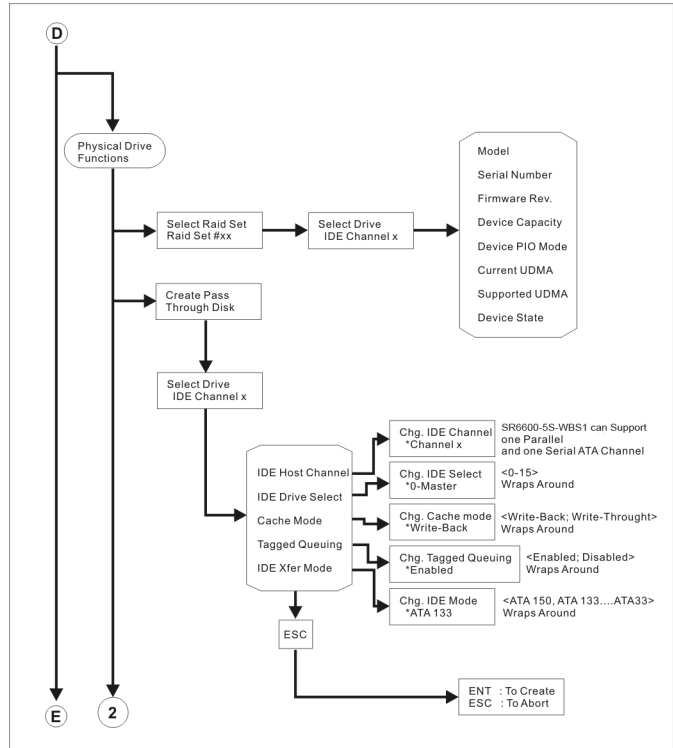 D
Physical Drive
Functions
Select Raid Set
Raid Set #xx
Select Drive
IDE Channel x
Model
Serial Number
Firmware Rev.
Device Capacity
Device PIO Mode
Current UDMA
Supported UDMA
Device State
Create Pass
Through Disk
Select Drive
IDE Channel x
IDE Host Channel
IDE Drive Select
Cache Mode
Tagged Queuing
IDE Xfer Mode
Chg. IDE Channel
*Channel x
SR6600-5S-WBS1 can Support
one Parallel
and one Serial ATA Channel
Chg. IDE Select
*0-Master
<0-15>
Wraps Around
Chg. Cache mode
*Write-Back
<Write-Back; Write-Throught>
Wraps Around
Chg. Tagged Queuing
*Enabled
<Enabled; Disabled>
Wraps Around
Chg. IDE Mode
*ATA 133
<ATA 150, ATA 133....ATA33>
Wraps Around
ESC
ENT : To Create
ESC : To Abort
E
2